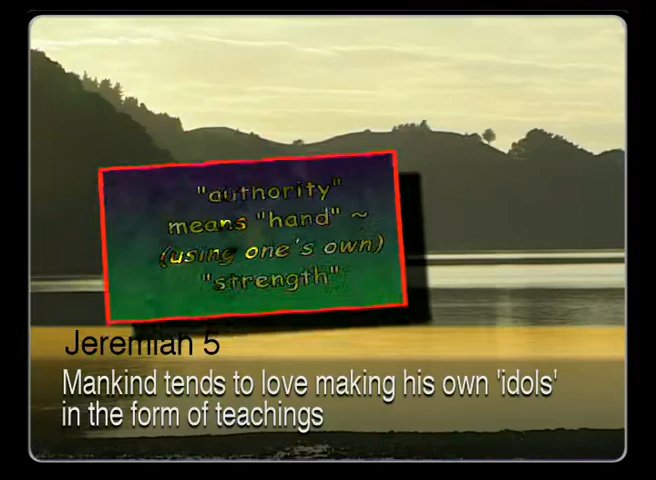 "authority"
means "hand" ~
(using one's own)
"strength"
Jeremiah 5
Mankind tends to love making his own 'idols'
in the form of teachings